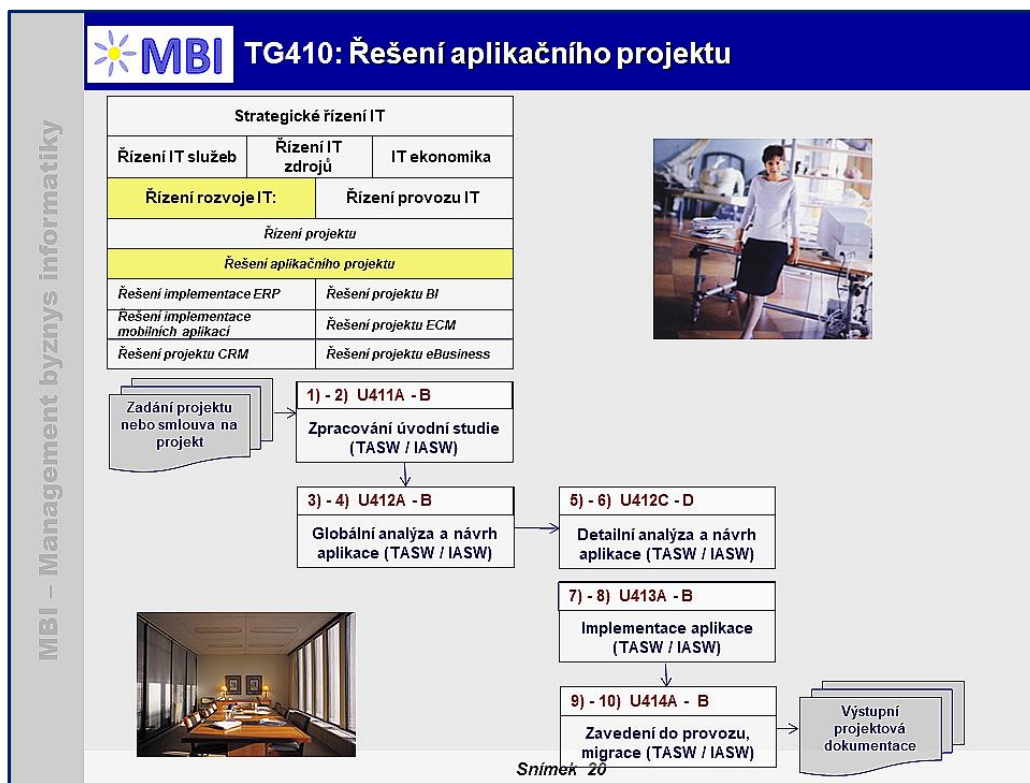 MBI
TG410: Řešení aplikačního projektu
MBI – Management byznys informatiky
Strategické řízení IT
Řízení IT služeb
Řízení IT
zdrojů
IT ekonomika
Řízení rozvoje IT:
Řízení provozu IT
Řízení projektu
Řešení aplikačního projektu
Řešení implementace ERP
Řešení projektu BI
Řešení implementace
mobilních aplikací
Řešení projektu ECM
Řešení projektu CRM
Řešení projektu eBusiness
Zadání projektu
nebo smlouva na
projekt
1) - 2) U411A - B
Zpracování úvodní studie
(TASW / IASW)
3) - 4) U412A - B
Globální analýza a návrh
aplikace (TASW / IASW)
5) - 6) U412C - D
Detailní analýza a návrh
aplikace (TASW / IASW)
7) - 8) U413A - B
Implementace aplikace
(TASW / IASW)
9) - 10) U414A - B
Zavedení do provozu,
migrace (TASW / IASW)
Výstupní
projektová
dokumentace
Snímek 20